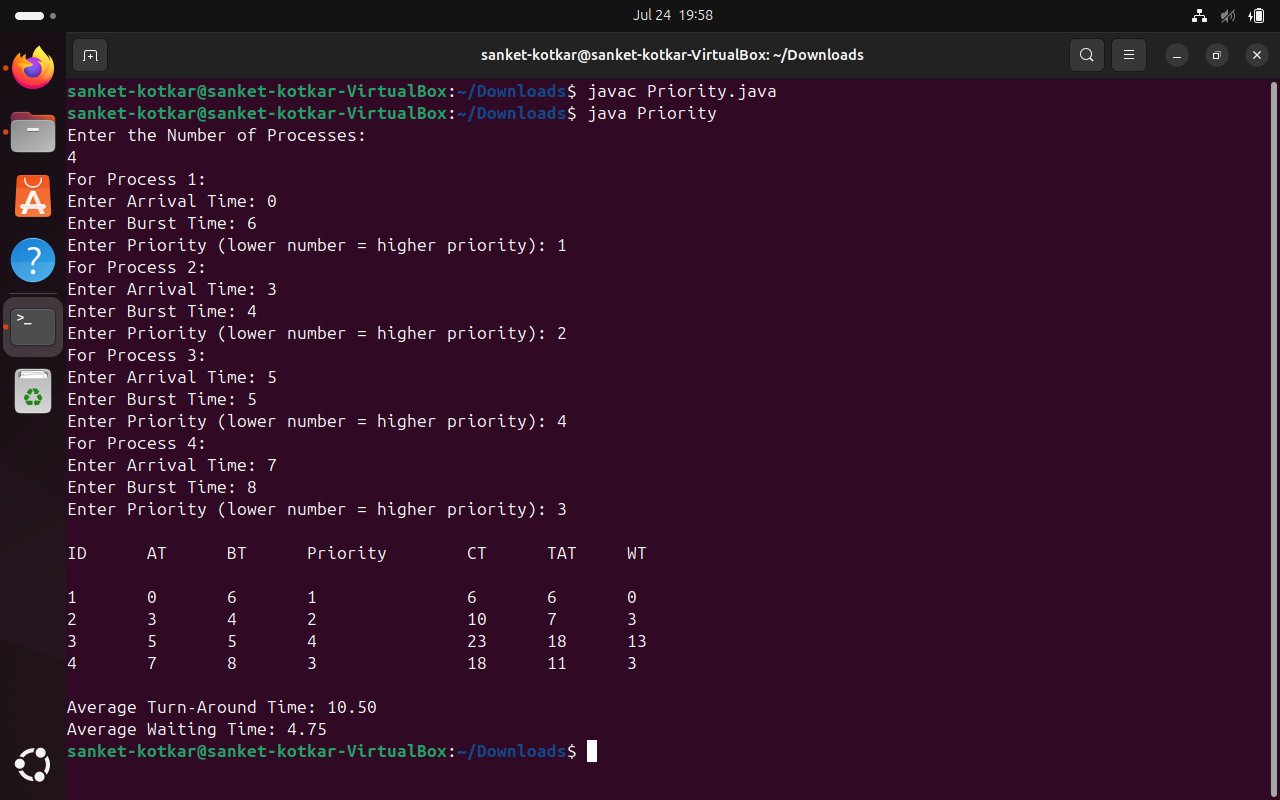 Jul 24 19:58
sanket-kotkar@sanket-kotkar-VirtualBox: ~/Downloads
sanket-kotkar@sanket-kotkar-VirtualBox:~/Downloads$ javac Priority.java
sanket-kotkar@sanket-kotkar-VirtualBox:~/Downloads$ java Priority
Enter the Number of Processes:
4
For Process 1:
Enter Arrival Time: 0
Enter Burst Time: 6
Enter Priority (lower number = higher priority): 1
For Process 2:
Enter Arrival Time: 3
Enter Burst Time: 4
Enter Priority (lower number = higher priority): 2
For Process 3:
Enter Arrival Time: 5
Enter Burst Time: 5
Enter Priority (lower number = higher priority): 4
For Process 4:
Enter Arrival Time: 7
Enter Burst Time: 8
Enter Priority (lower number = higher priority): 3
ID AT BT Priority CT TAT WT
1 0 6 1 6 6 0
2 3 4 2 10 7 3
3 5 5 4 23 18 13
4 7 8 3 18 11 3
Average Turn-Around Time: 10.50
Average Waiting Time: 4.75
sanket-kotkar@sanket-kotkar-VirtualBox:~/Downloads$